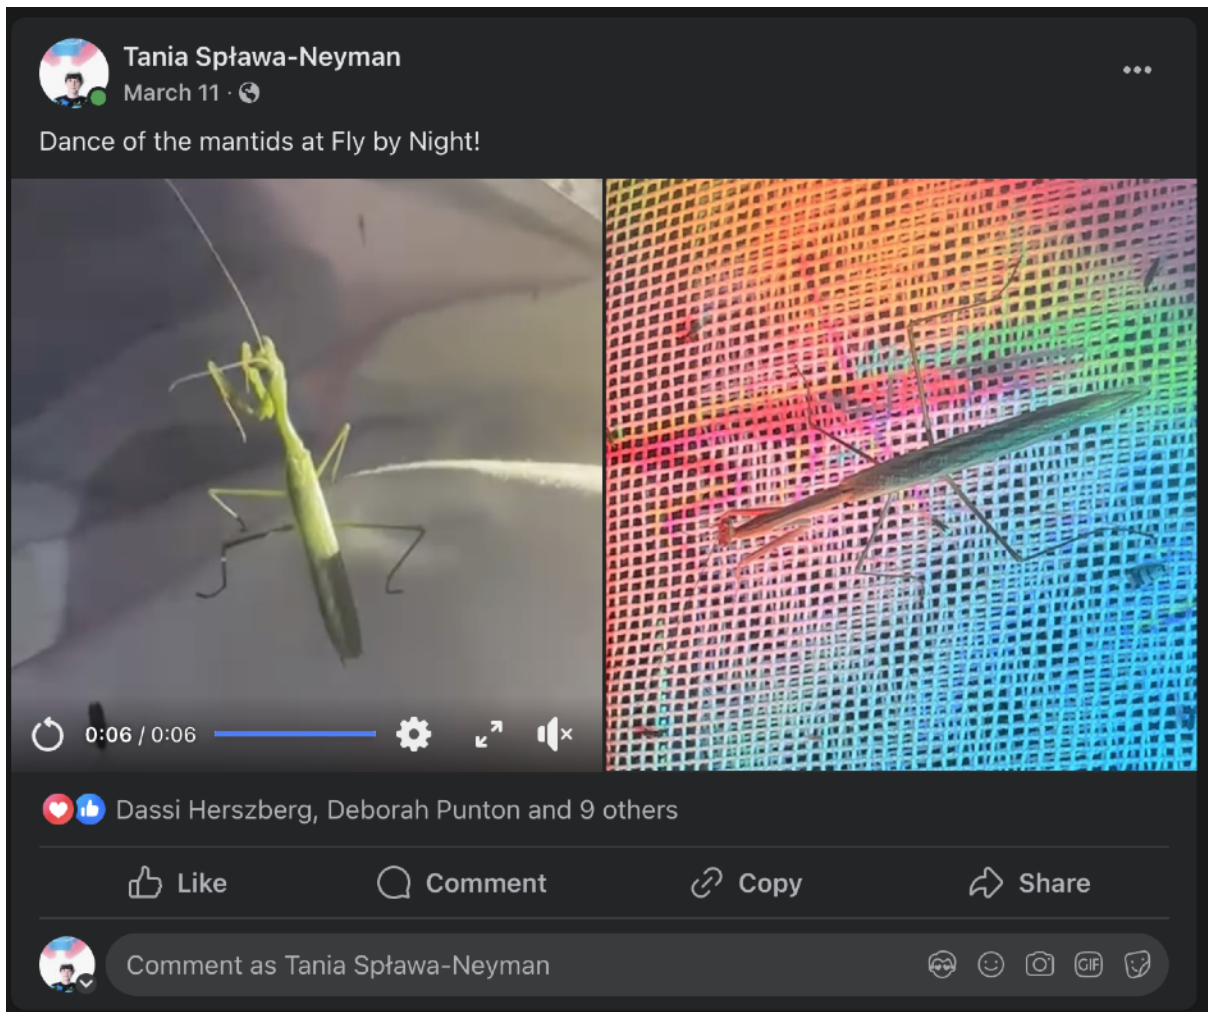 Tania Spława-Neyman
March 11 ·
Dance of the mantids at Fly by Night!
0:06 / 0:06
Dassi Herszberg, Deborah Punton and 9 others
Like Comment Copy Share
Comment as Tania Spława-Neyman
GIF